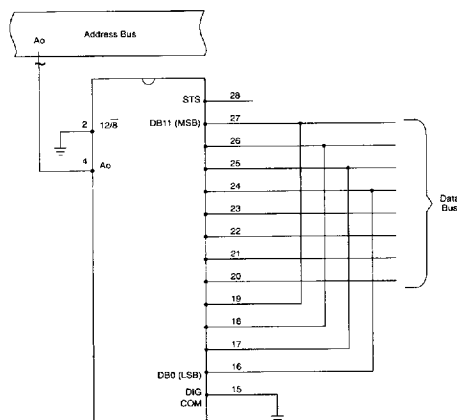 Address Bus
Ao
STS 28
2 12/8̅ DB11 (MSB) 27
26
4 Ao 25
24
Data
Bus
23
22
21
20
19
18
17
DB0 (LSB) 16
DIG 15
COM